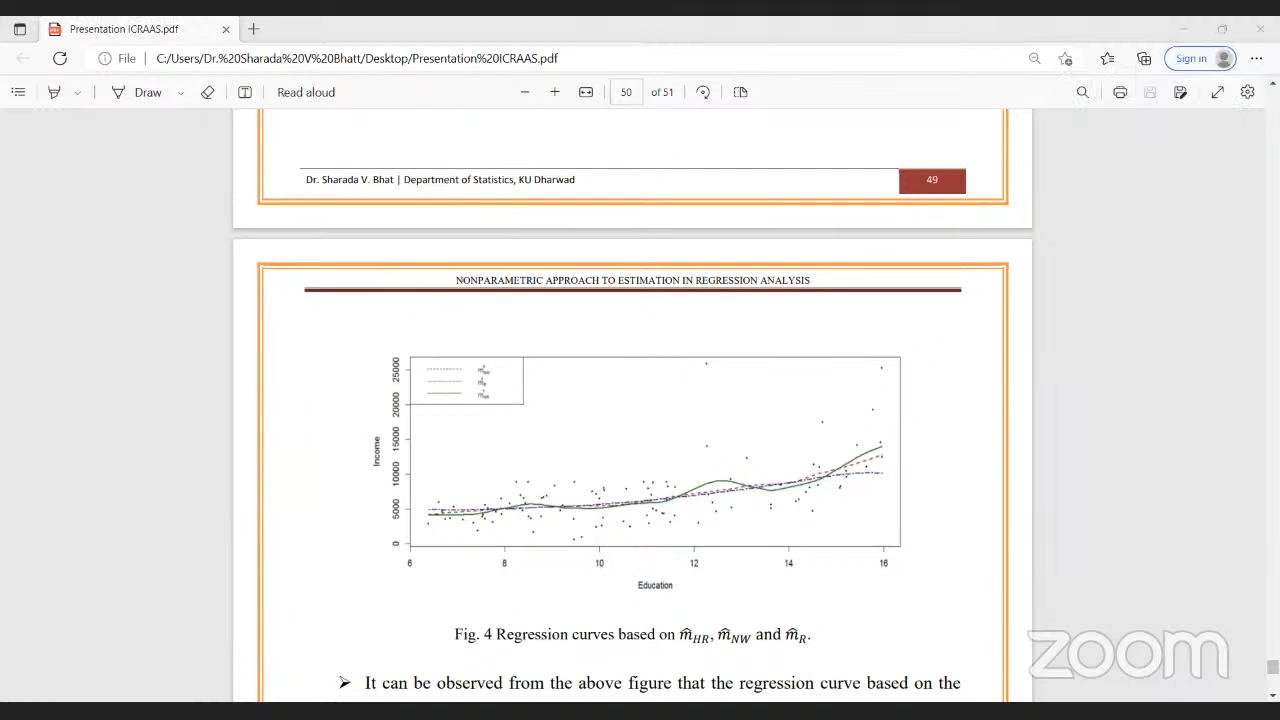 Presentation ICRAAS.pdf
File C:/Users/Dr.%20Sharada%20V%20Bhatt/Desktop/Presentation%20ICRAAS.pdf
Sign in
Draw
Read aloud
50 of 51
Dr. Sharada V. Bhat | Department of Statistics, KU Dharwad 49
NONPARAMETRIC APPROACH TO ESTIMATION IN REGRESSION ANALYSIS
Income
25000
20000
15000
10000
5000
0
6 8 10 12 14 16
Education
Fig. 4 Regression curves based on m̂_HR, m̂_NW and m̂_R.
➢ It can be observed from the above figure that the regression curve based on the
zoom